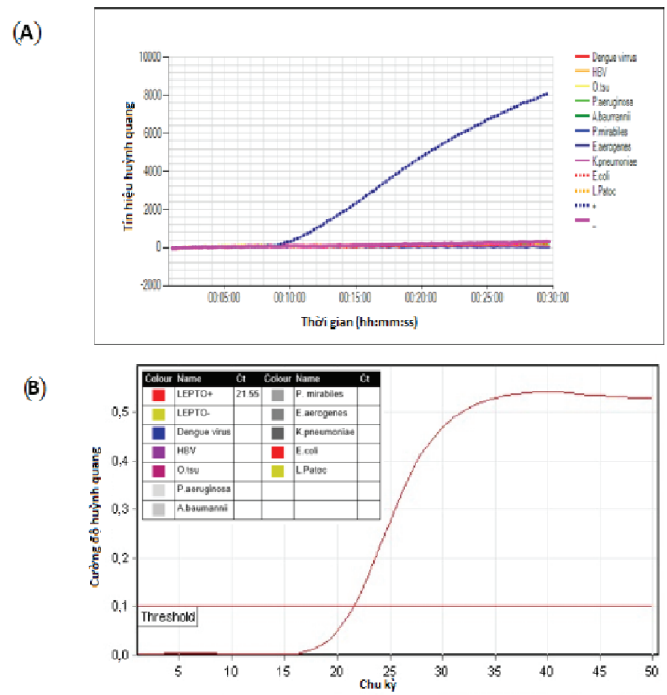 (A)
10000
8000
6000
4000
2000
0
-2000
Tín hiệu huỳnh quang
00:05:00 00:10:00 00:15:00 00:20:00 00:25:00 00:30:00
Thời gian (hh:mm:ss)
Dengue virrus
HBV
O.tsu
P.aeruginosa
A.baumannii
P.mirabiles
E.aerogenes
K.pneumoniae
E.coli
L.Patoc
+
-
(B)
Colour Name Ct Colour Name Ct
LEPTO+ 21.55 P. mirabiles
LEPTO- E.aerogenes
Dengue virus K.pneumoniae
HBV E.coli
O.tsu L.Patoc
P.aeruginosa
A.baumannii
0,5
0,4
0,3
0,2
0,1
0,0
Cường độ huỳnh quang
Threshold
5 10 15 20 25 30 35 40 45 50
Chu kỳ